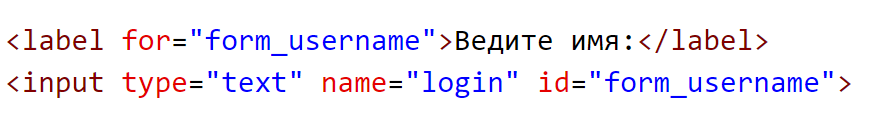 <label for="form_username">Ведите имя:</label>
<input type="text" name="login" id="form_username">